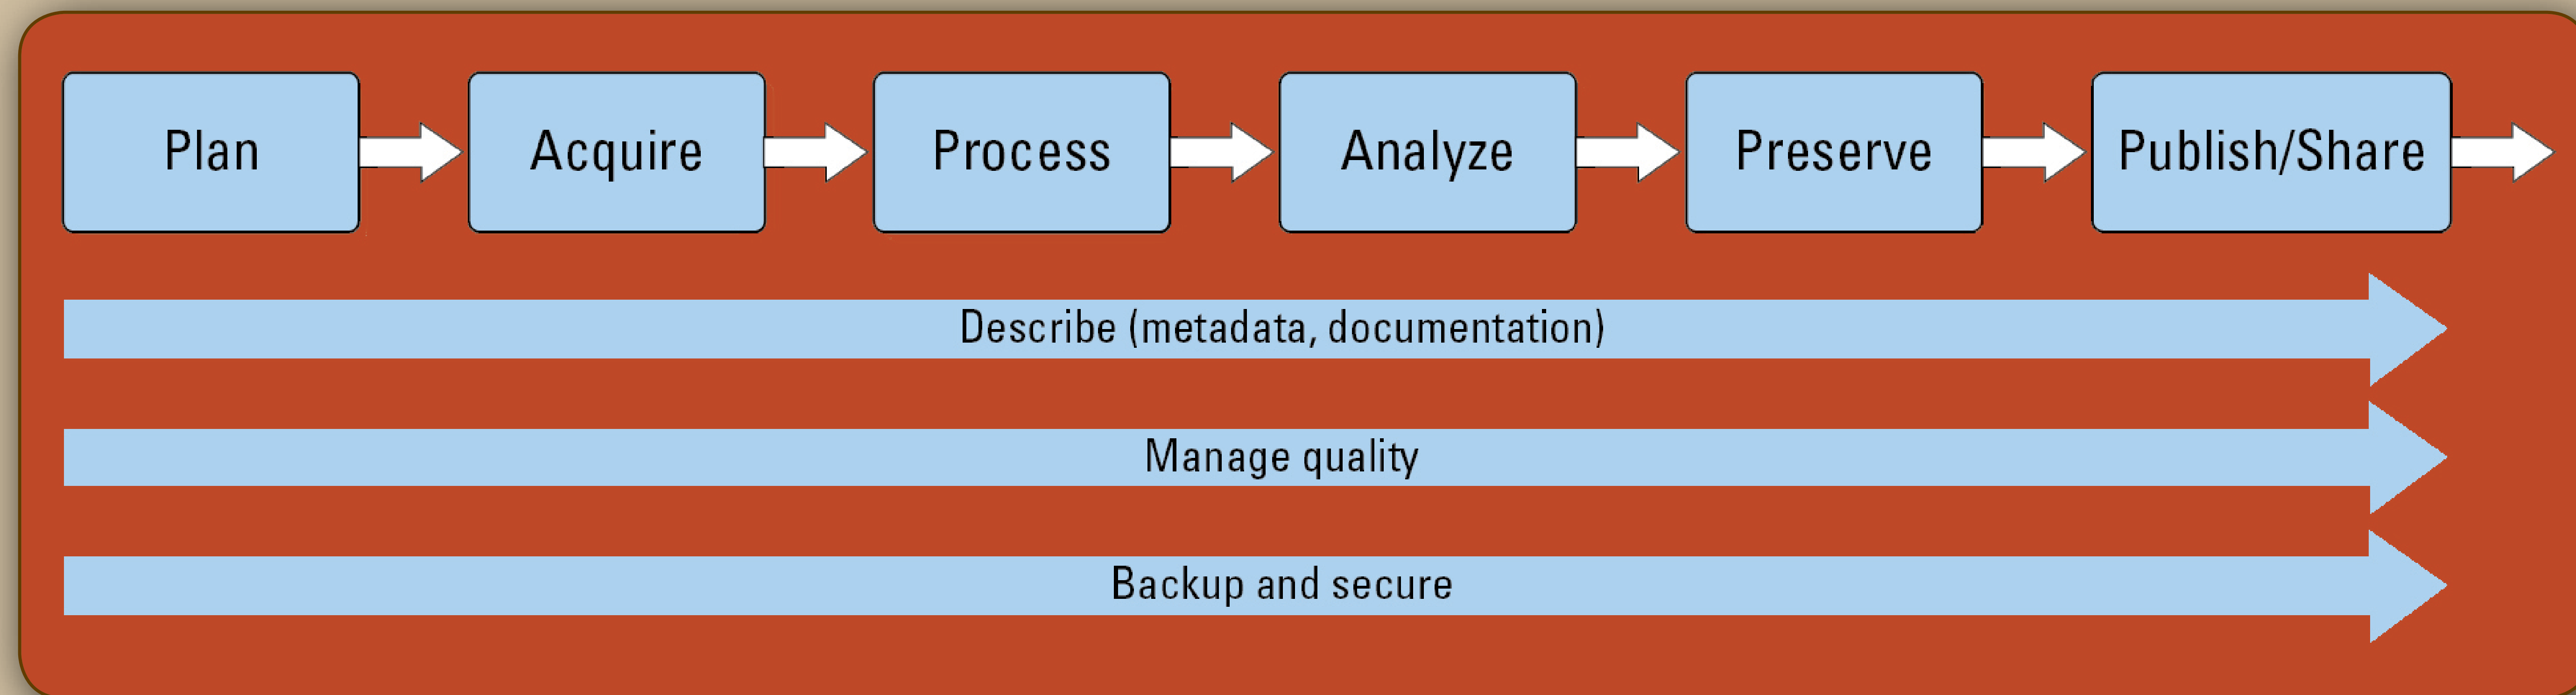 Plan
Acquire
Process
Analyze
Preserve
Publish/Share
Describe (metadata, documentation)
Manage quality
Backup and secure